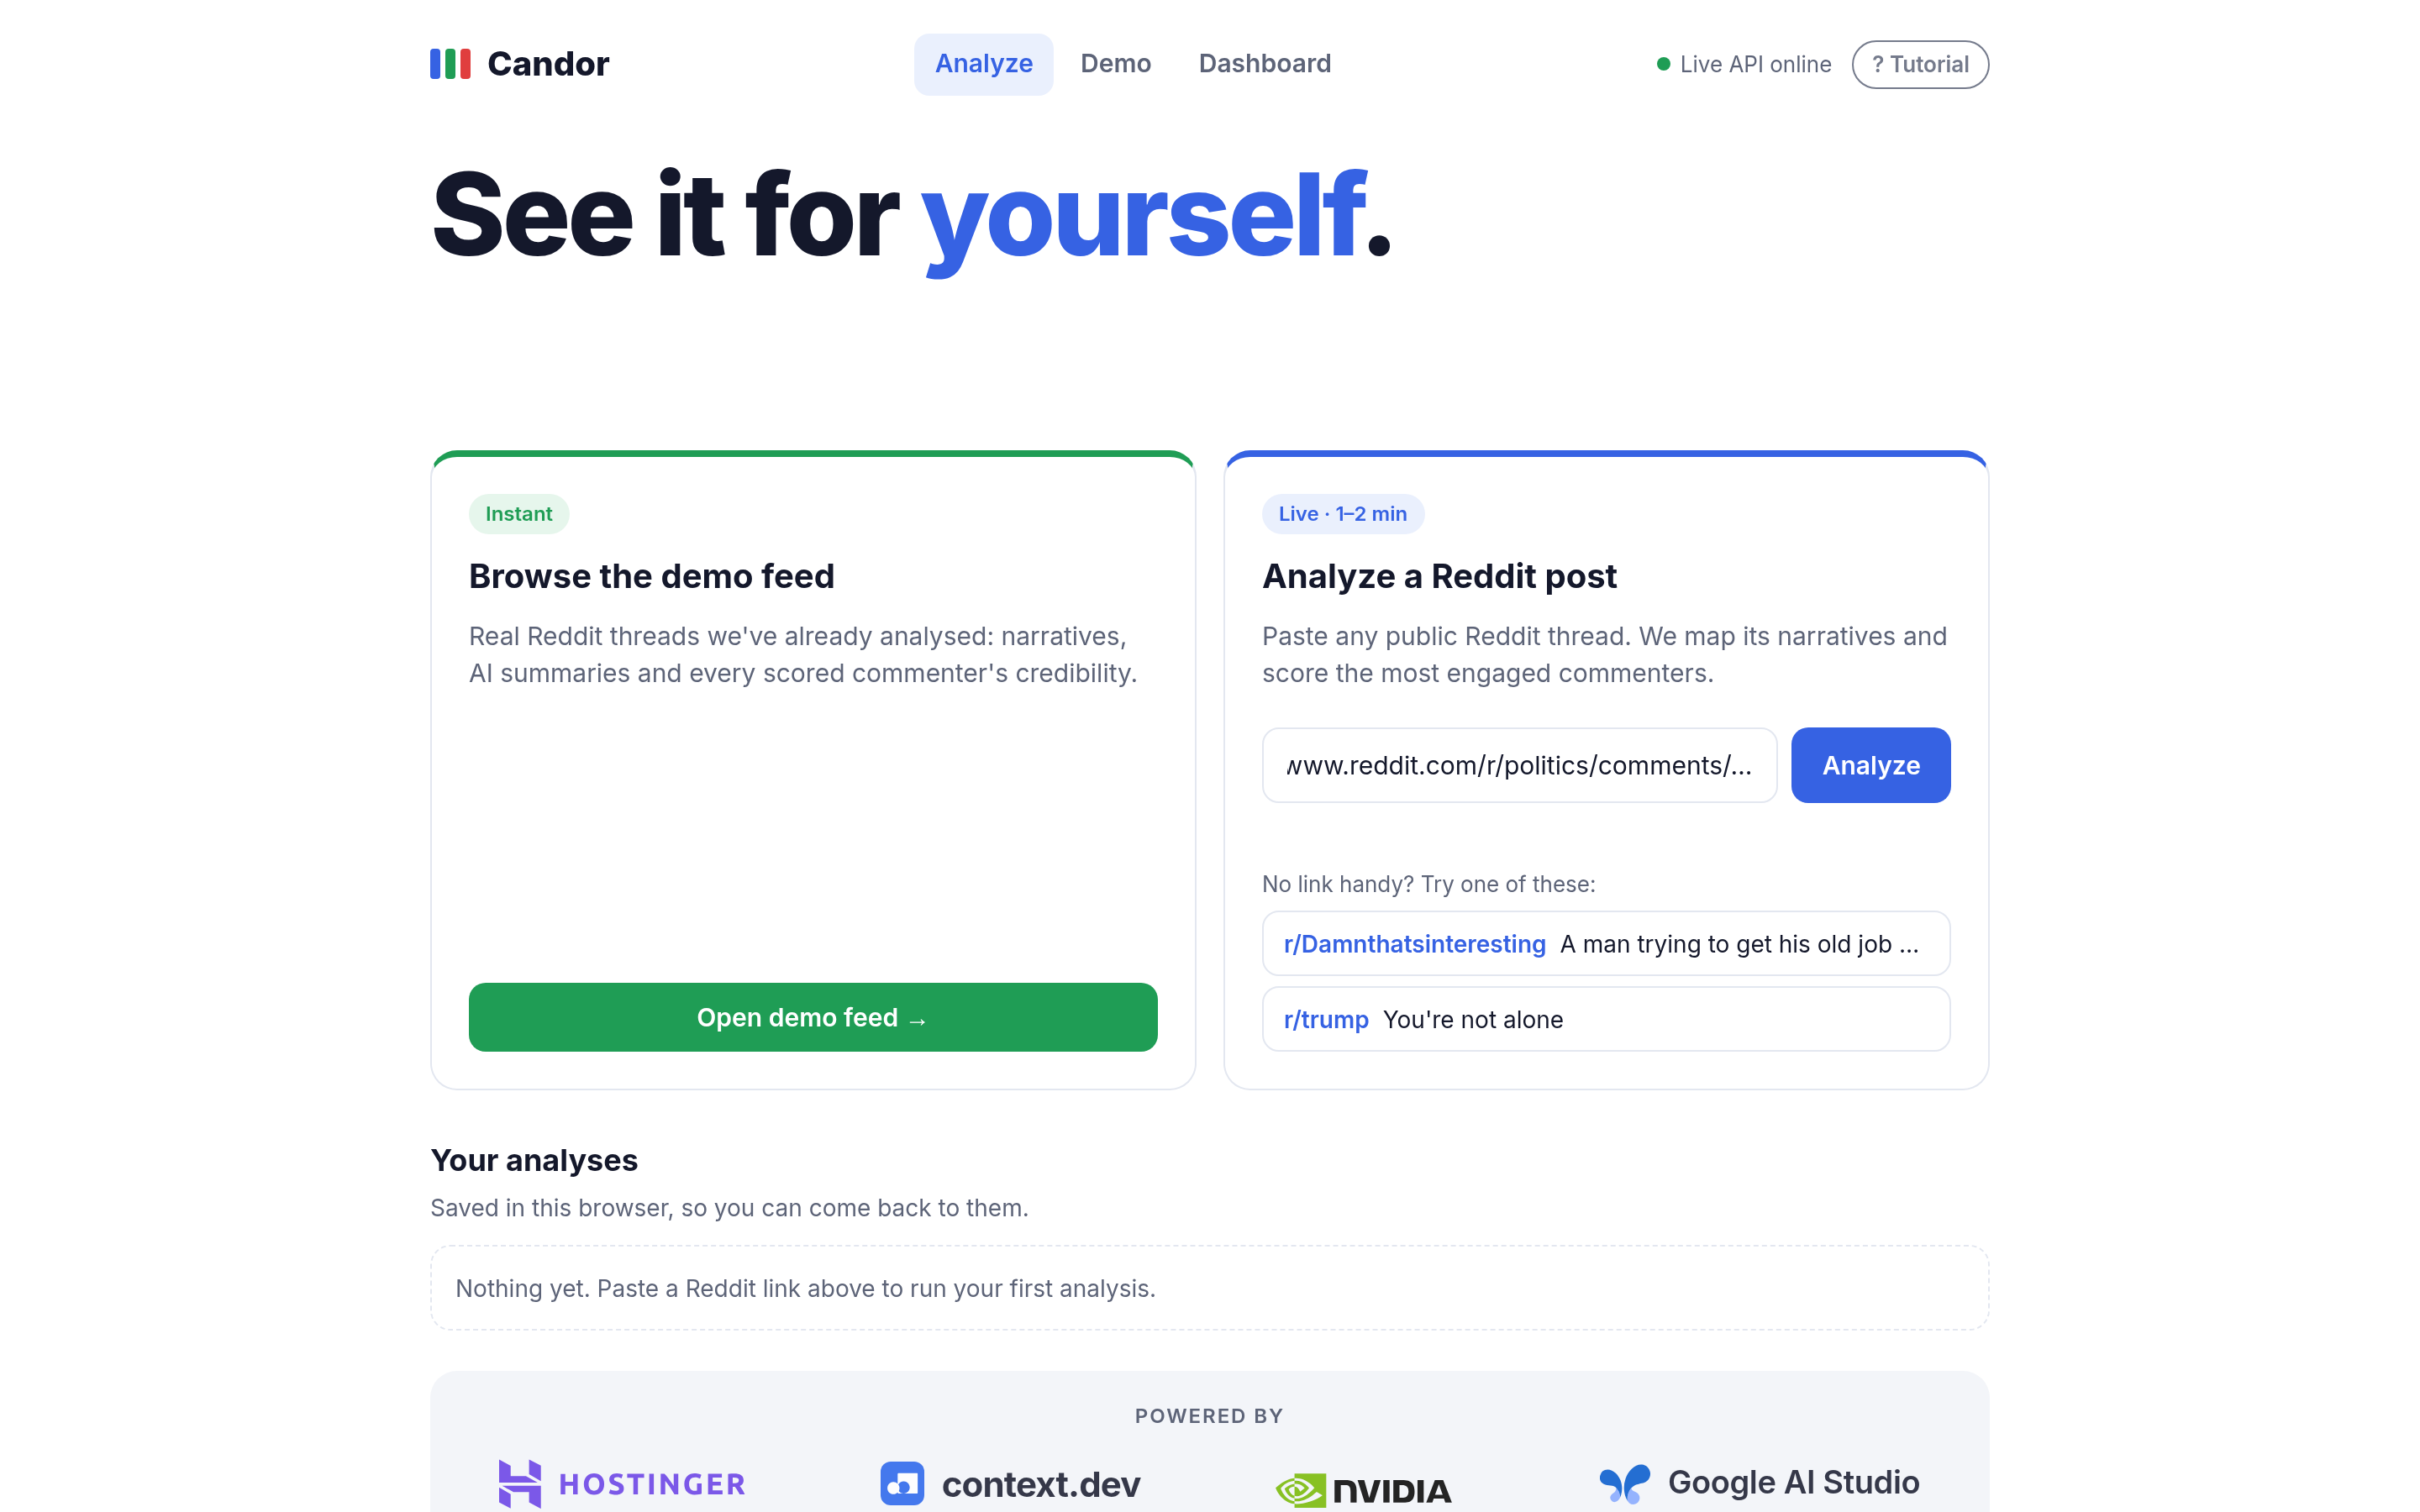 Candor
Analyze
Demo
Dashboard
Live API online
? Tutorial
See it for yourself.
Instant
Browse the demo feed
Real Reddit threads we've already analysed: narratives,
AI summaries and every scored commenter's credibility.
Open demo feed →
Live · 1–2 min
Analyze a Reddit post
Paste any public Reddit thread. We map its narratives and
score the most engaged commenters.
www.reddit.com/r/politics/comments/...
Analyze
No link handy? Try one of these:
r/Damnthatsinteresting A man trying to get his old job ...
r/trump You're not alone
Your analyses
Saved in this browser, so you can come back to them.
Nothing yet. Paste a Reddit link above to run your first analysis.
POWERED BY
HOSTINGER
context.dev
NVIDIA
Google AI Studio